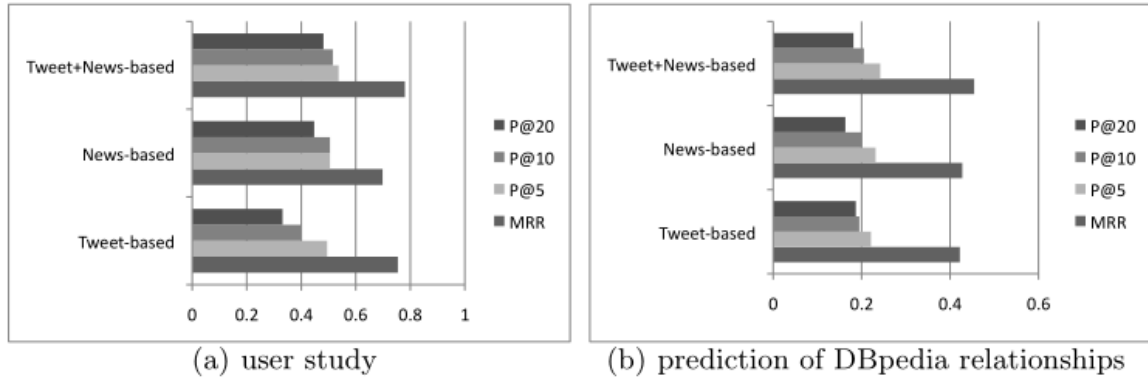 Tweet+News-based
News-based
Tweet-based
P@20
P@10
P@5
MRR
0 0.2 0.4 0.6 0.8 1
(a) user study
Tweet+News-based
News-based
Tweet-based
P@20
P@10
P@5
MRR
0 0.2 0.4 0.6
(b) prediction of DBpedia relationships